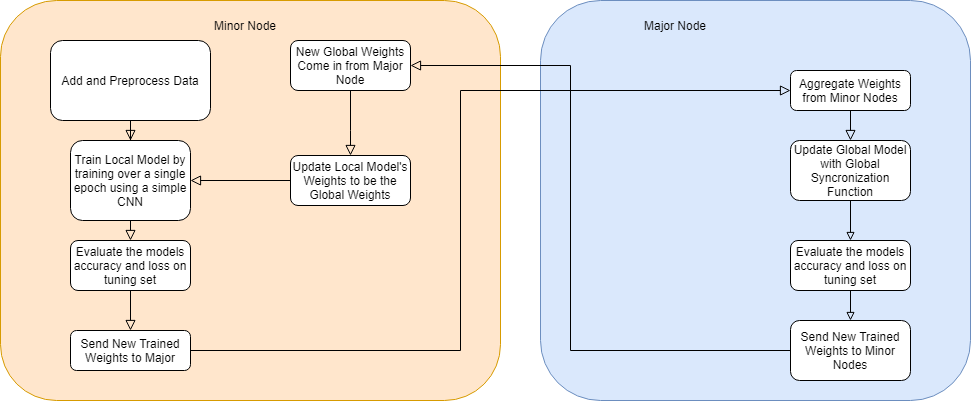 Minor Node
Add and Preprocess Data
Train Local Model by
training over a single
epoch using a simple
CNN
Evaluate the models
accuracy and loss on
tuning set
Send New Trained
Weights to Major
New Global Weights
Come in from Major
Node
Update Local Model's
Weights to be the
Global Weights
Major Node
Aggregate Weights
from Minor Nodes
Update Global Model
with Global
Syncronization
Function
Evaluate the models
accuracy and loss on
tuning set
Send New Trained
Weights to Minor
Nodes